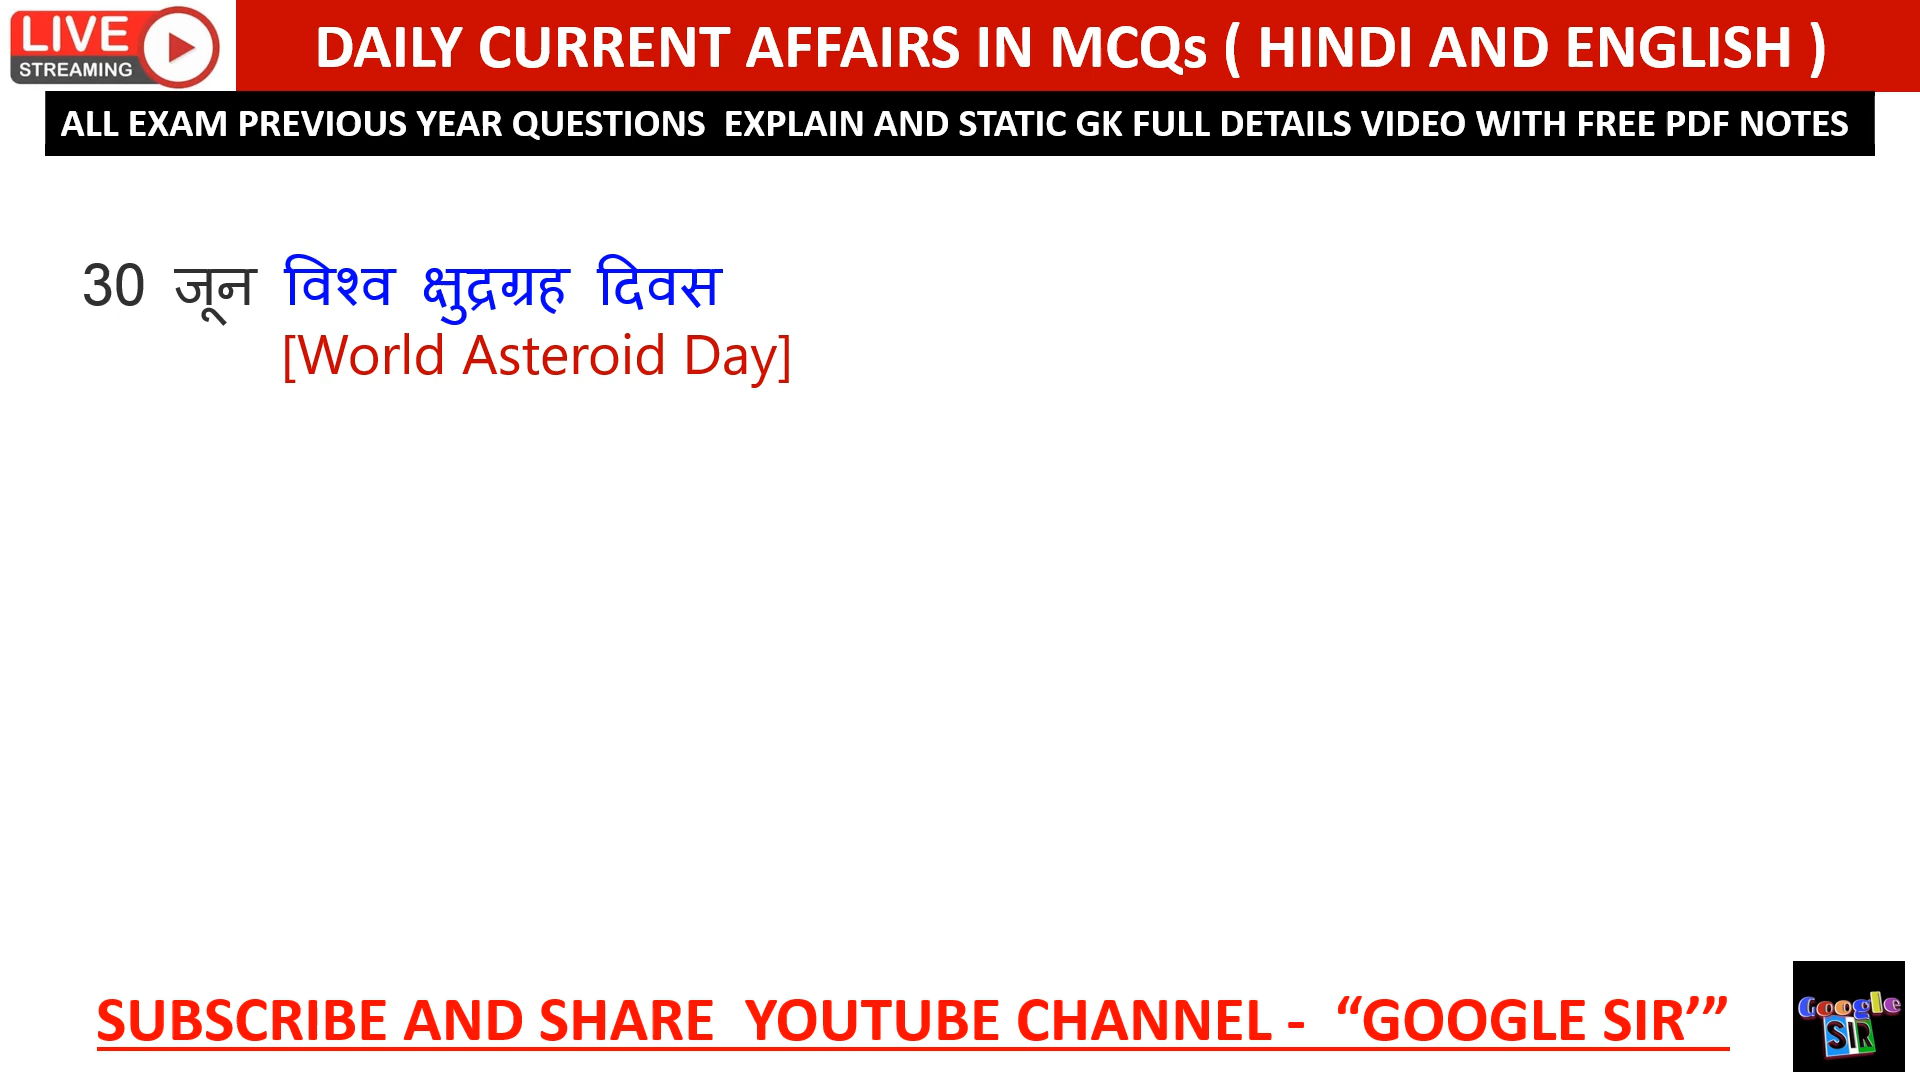 LIVE
STREAMING
DAILY CURRENT AFFAIRS IN MCQs ( HINDI AND ENGLISH )
ALL EXAM PREVIOUS YEAR QUESTIONS EXPLAIN AND STATIC GK FULL DETAILS VIDEO WITH FREE PDF NOTES
30 जून विश्व क्षुद्रग्रह दिवस
[World Asteroid Day]
SUBSCRIBE AND SHARE YOUTUBE CHANNEL - “GOOGLE SIR’”
Google
SIR